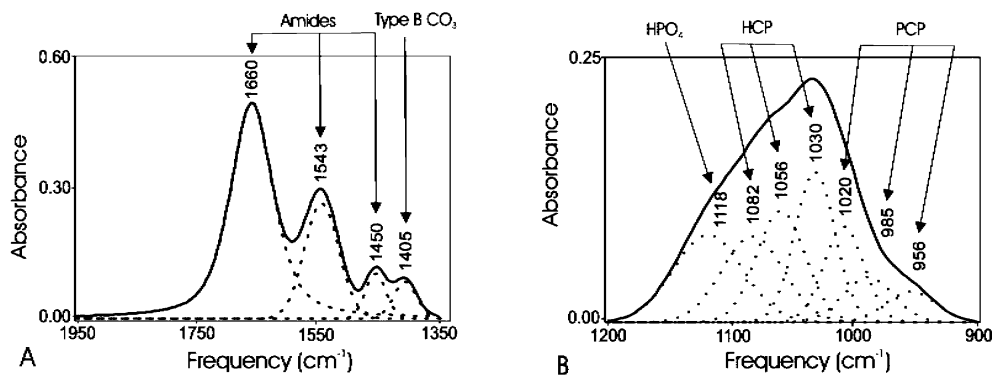 Amides
Type B CO₃
0.60
0.30
0.00
Absorbance
1660
1543
1450
1405
1950
1750
1550
1350
Frequency (cm⁻¹)
A
HPO₄
HCP
PCP
0.25
0.00
Absorbance
1118
1082
1056
1030
1020
985
956
1200
1100
1000
900
Frequency (cm⁻¹)
B